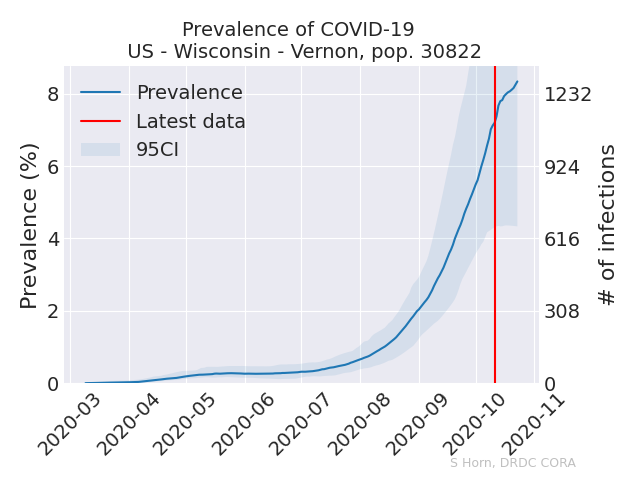 Prevalence of COVID-19
US - Wisconsin - Vernon, pop. 30822
Prevalence
Latest data
95CI
Prevalence (%)
8
6
4
2
0
1232
924
616
308
0
# of infections
2020-03
2020-04
2020-05
2020-06
2020-07
2020-08
2020-09
2020-10
2020-11
S Horn, DRDC CORA